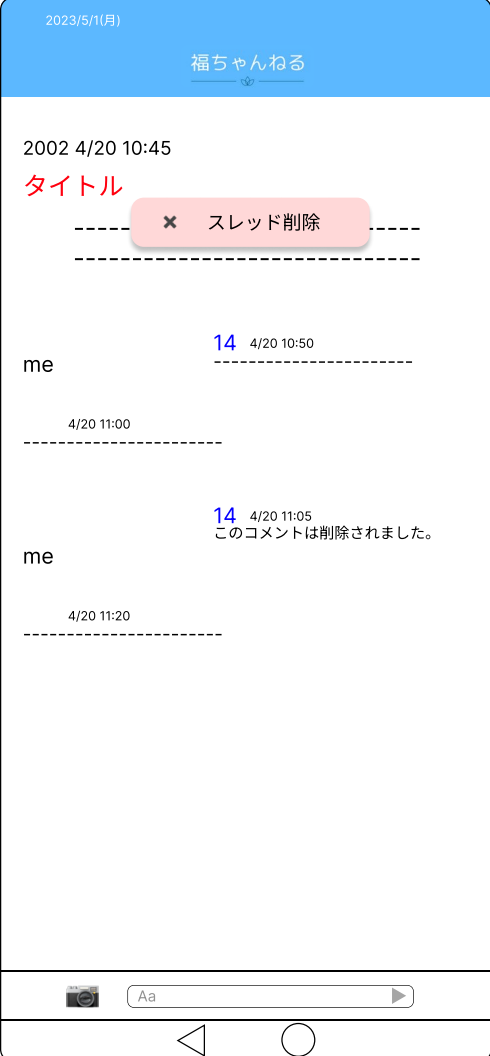 2023/5/1(月)
福ちゃんねる
2002 4/20 10:45
タイトル
スレッド削除
14 4/20 10:50
me
4/20 11:00
14 4/20 11:05
このコメントは削除されました。
me
4/20 11:20
Aa